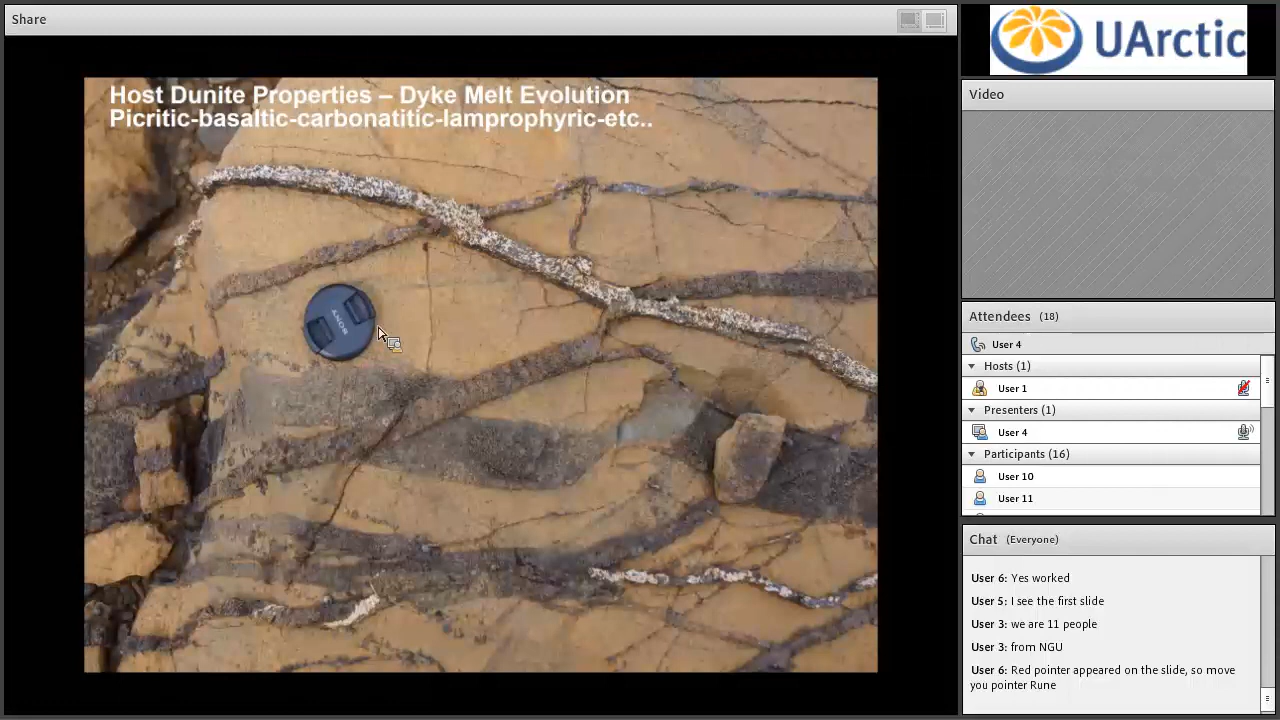 Share
UArctic
Host Dunite Properties – Dyke Melt Evolution
Picritic-basaltic-carbonatitic-lamprophyric-etc..
SONY
Video
Attendees (18)
User 4
Hosts (1)
User 1
Presenters (1)
User 4
Participants (16)
User 10
User 11
Chat (Everyone)
User 6: Yes worked
User 5: I see the first slide
User 3: we are 11 people
User 3: from NGU
User 6: Red pointer appeared on the slide, so move
you pointer Rune